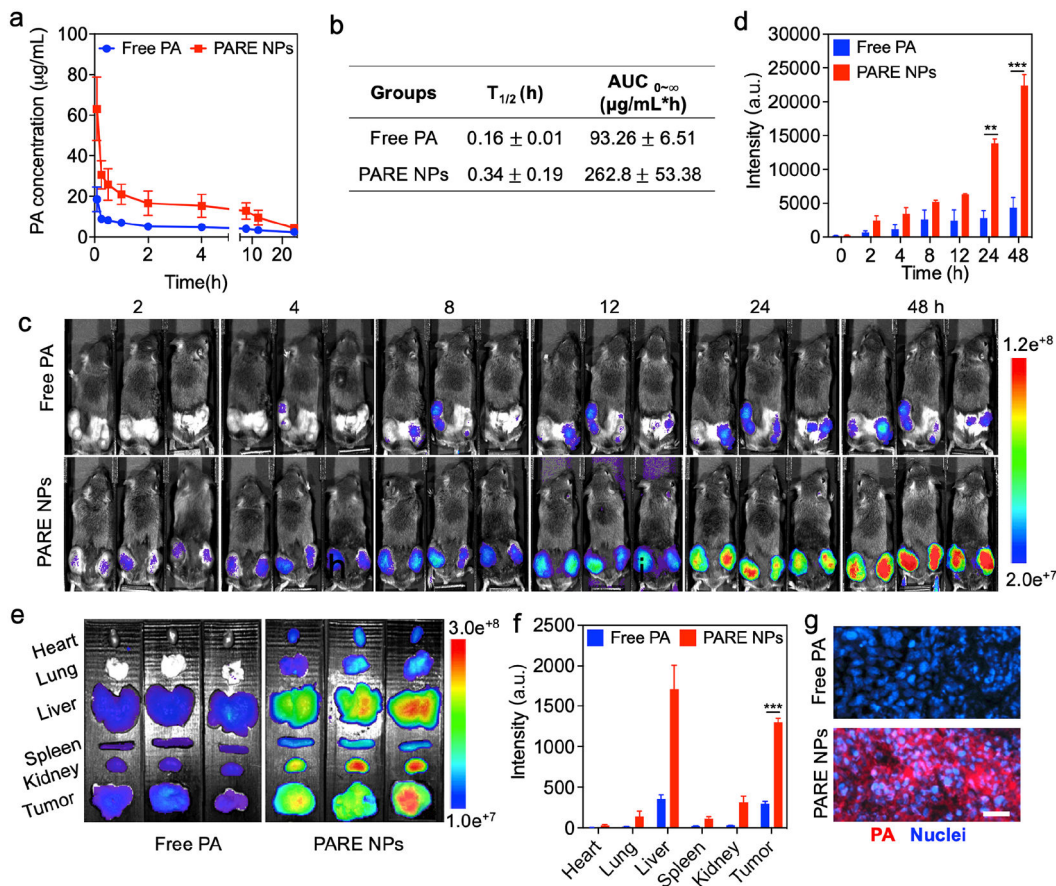 a
Free PA
PARE NPs
PA concentration (µg/mL)
100
80
60
40
20
0
0
2
4
10
20
Time(h)
b
Groups
T1/2 (h)
AUC 0~∞
(µg/mL*h)
Free PA
0.16 ± 0.01
93.26 ± 6.51
PARE NPs
0.34 ± 0.19
262.8 ± 53.38
d
Free PA
PARE NPs
Intensity (a.u.)
30000
25000
20000
15000
10000
5000
0
**
***
0
2
4
8
12
24
48
Time (h)
c
2
4
8
12
24
48 h
Free PA
PARE NPs
h
i
1.2e+8
2.0e+7
e
Heart
Lung
Liver
Spleen
Kidney
Tumor
Free PA
PARE NPs
3.0e+8
1.0e+7
f
Free PA
PARE NPs
Intensity (a.u.)
2500
2000
1500
1000
500
0
***
Heart
Lung
Liver
Spleen
Kidney
Tumor
g
Free PA
PARE NPs
PA Nuclei